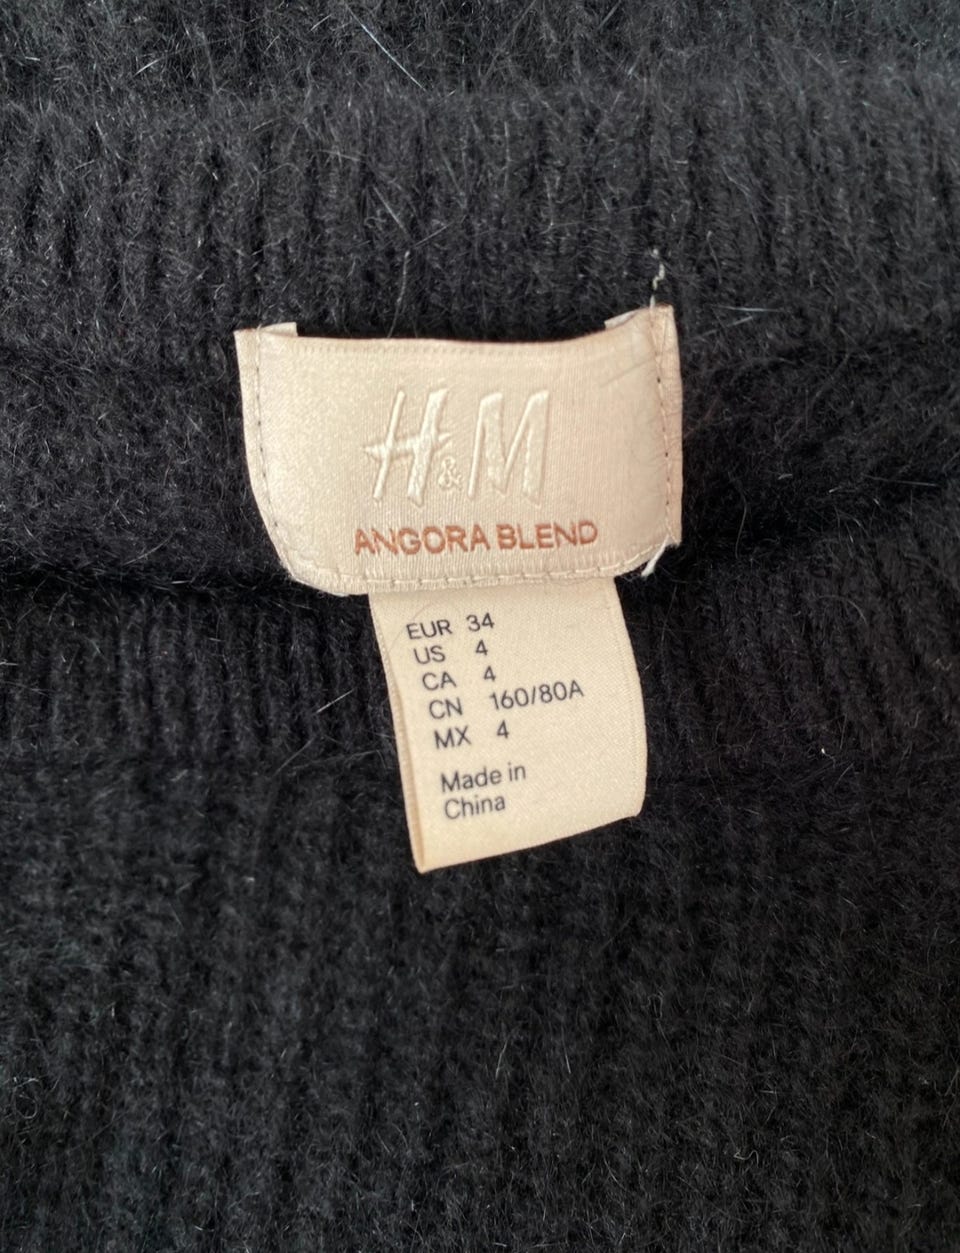 H&M
ANGORA BLEND
EUR 34
US 4
CA 4
CN 160/80A
MX 4
Made in
China